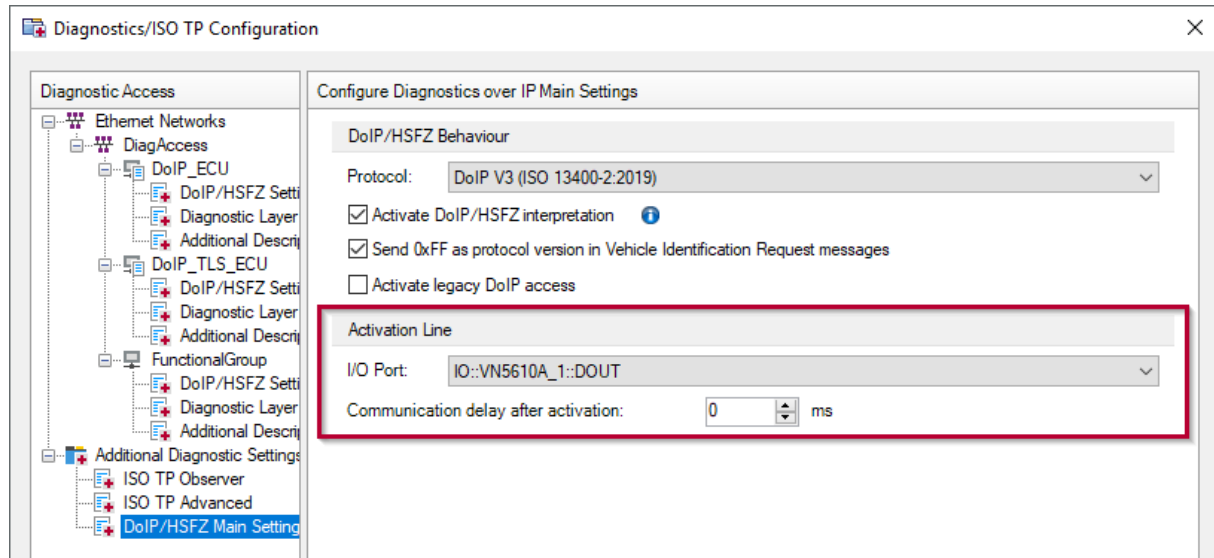 Diagnostics/ISO TP Configuration
Diagnostic Access
Ethernet Networks
DiagAccess
DoIP_ECU
DoIP/HSFZ Setti
Diagnostic Layer
Additional Descrip
DoIP_TLS_ECU
DoIP/HSFZ Setti
Diagnostic Layer
Additional Descrip
FunctionalGroup
DoIP/HSFZ Setti
Diagnostic Layer
Additional Descrip
Additional Diagnostic Settings
ISO TP Observer
ISO TP Advanced
DoIP/HSFZ Main Setting
Configure Diagnostics over IP Main Settings
DoIP/HSFZ Behaviour
Protocol: DoIP V3 (ISO 13400-2:2019)
Activate DoIP/HSFZ interpretation
Send 0xFF as protocol version in Vehicle Identification Request messages
Activate legacy DoIP access
Activation Line
I/O Port: IO::VN5610A_1::DOUT
Communication delay after activation: 0 ms